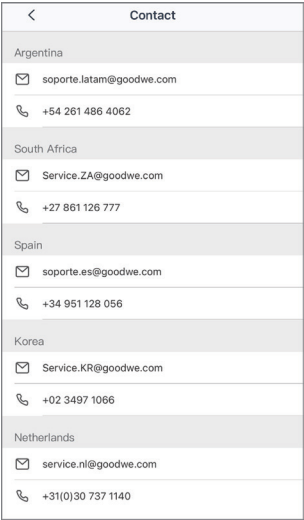 Contact
Argentina
soporte.latam@goodwe.com
+54 261 486 4062
South Africa
Service.ZA@goodwe.com
+27 861 126 777
Spain
soporte.es@goodwe.com
+34 951 128 056
Korea
Service.KR@goodwe.com
+02 3497 1066
Netherlands
service.nl@goodwe.com
+31(0)30 737 1140